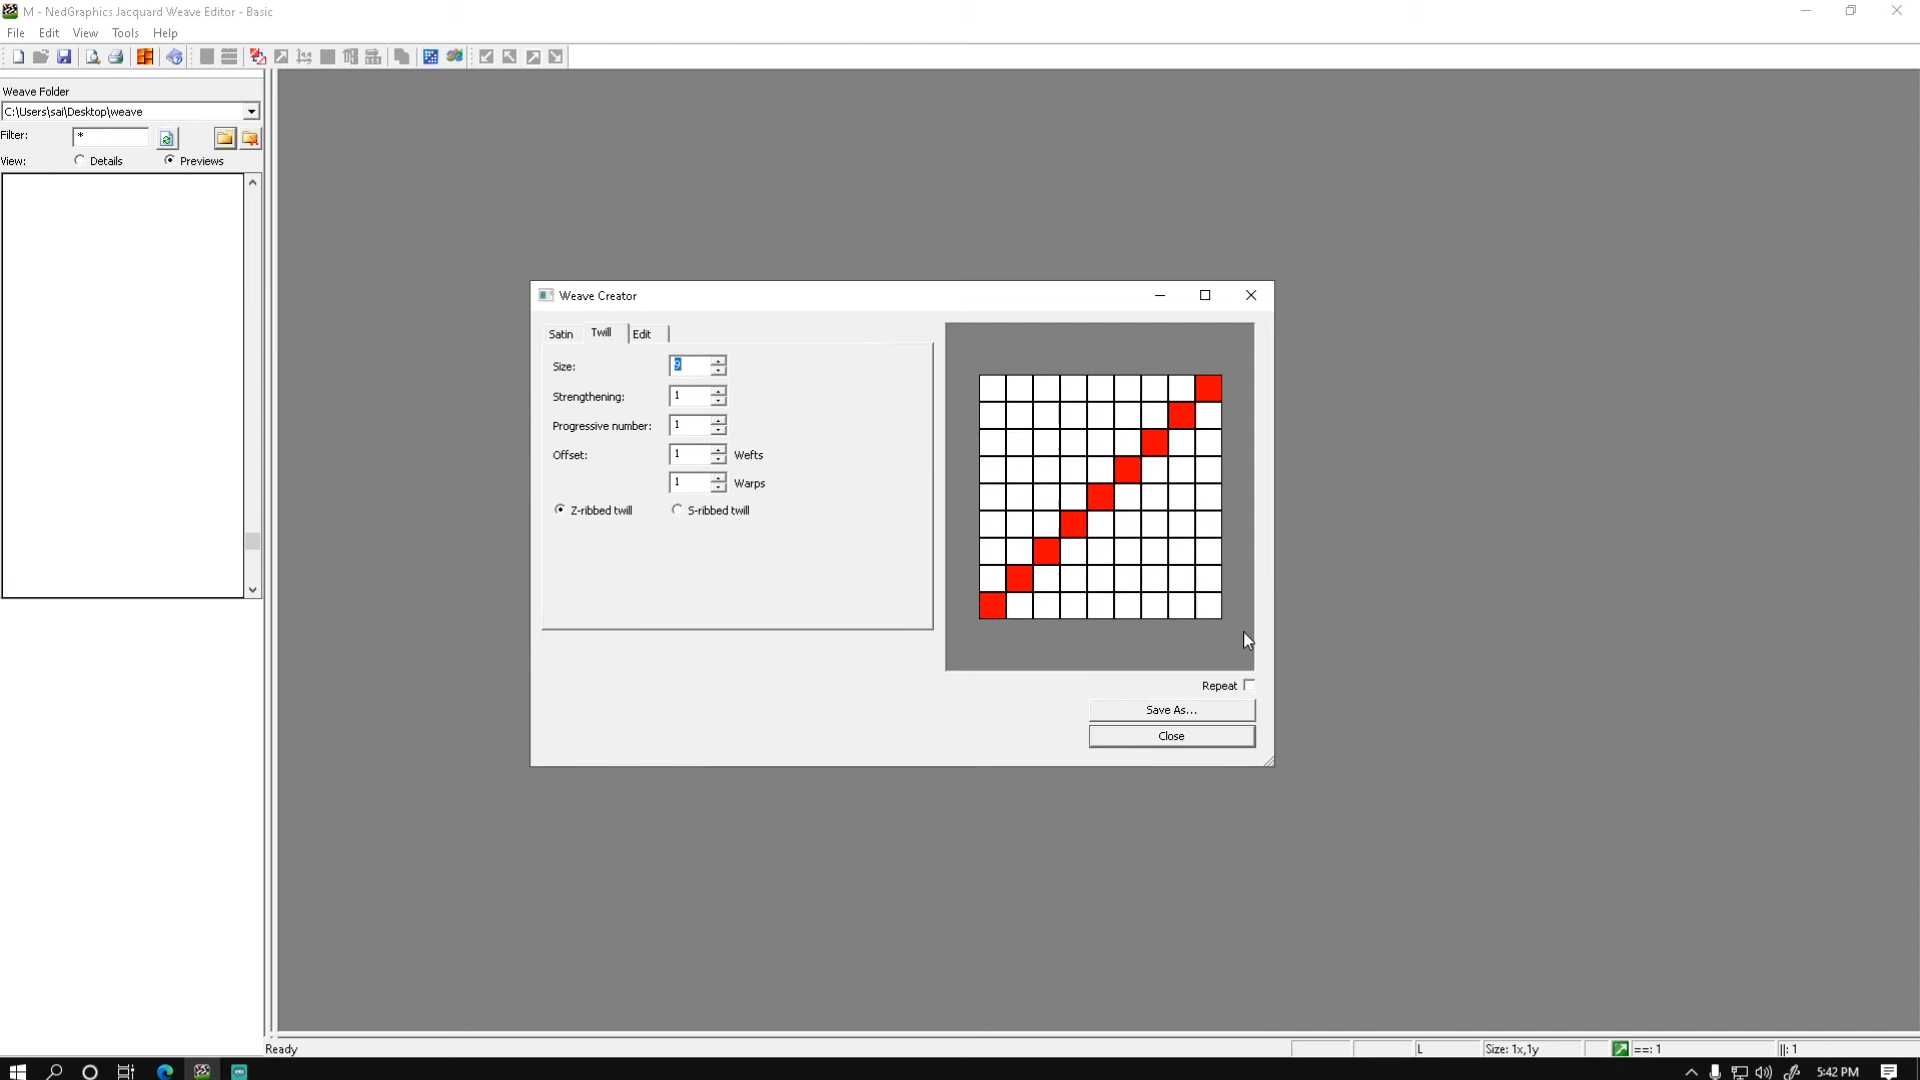 M - NedGraphics Jacquard Weave Editor - Basic
File Edit View Tools Help
Weave Folder
C:\Users\sai\Desktop\weave
Filter: *
View: Details Previews
Weave Creator
Satin Twill Edit
Size: 9
Strengthening: 1
Progressive number: 1
Offset: 1 Wefts
1 Warps
Z-ribbed twill S-ribbed twill
Repeat
Save As...
Close
Ready L Size: 1x,1y ==: 1 ||: 1
5:42 PM